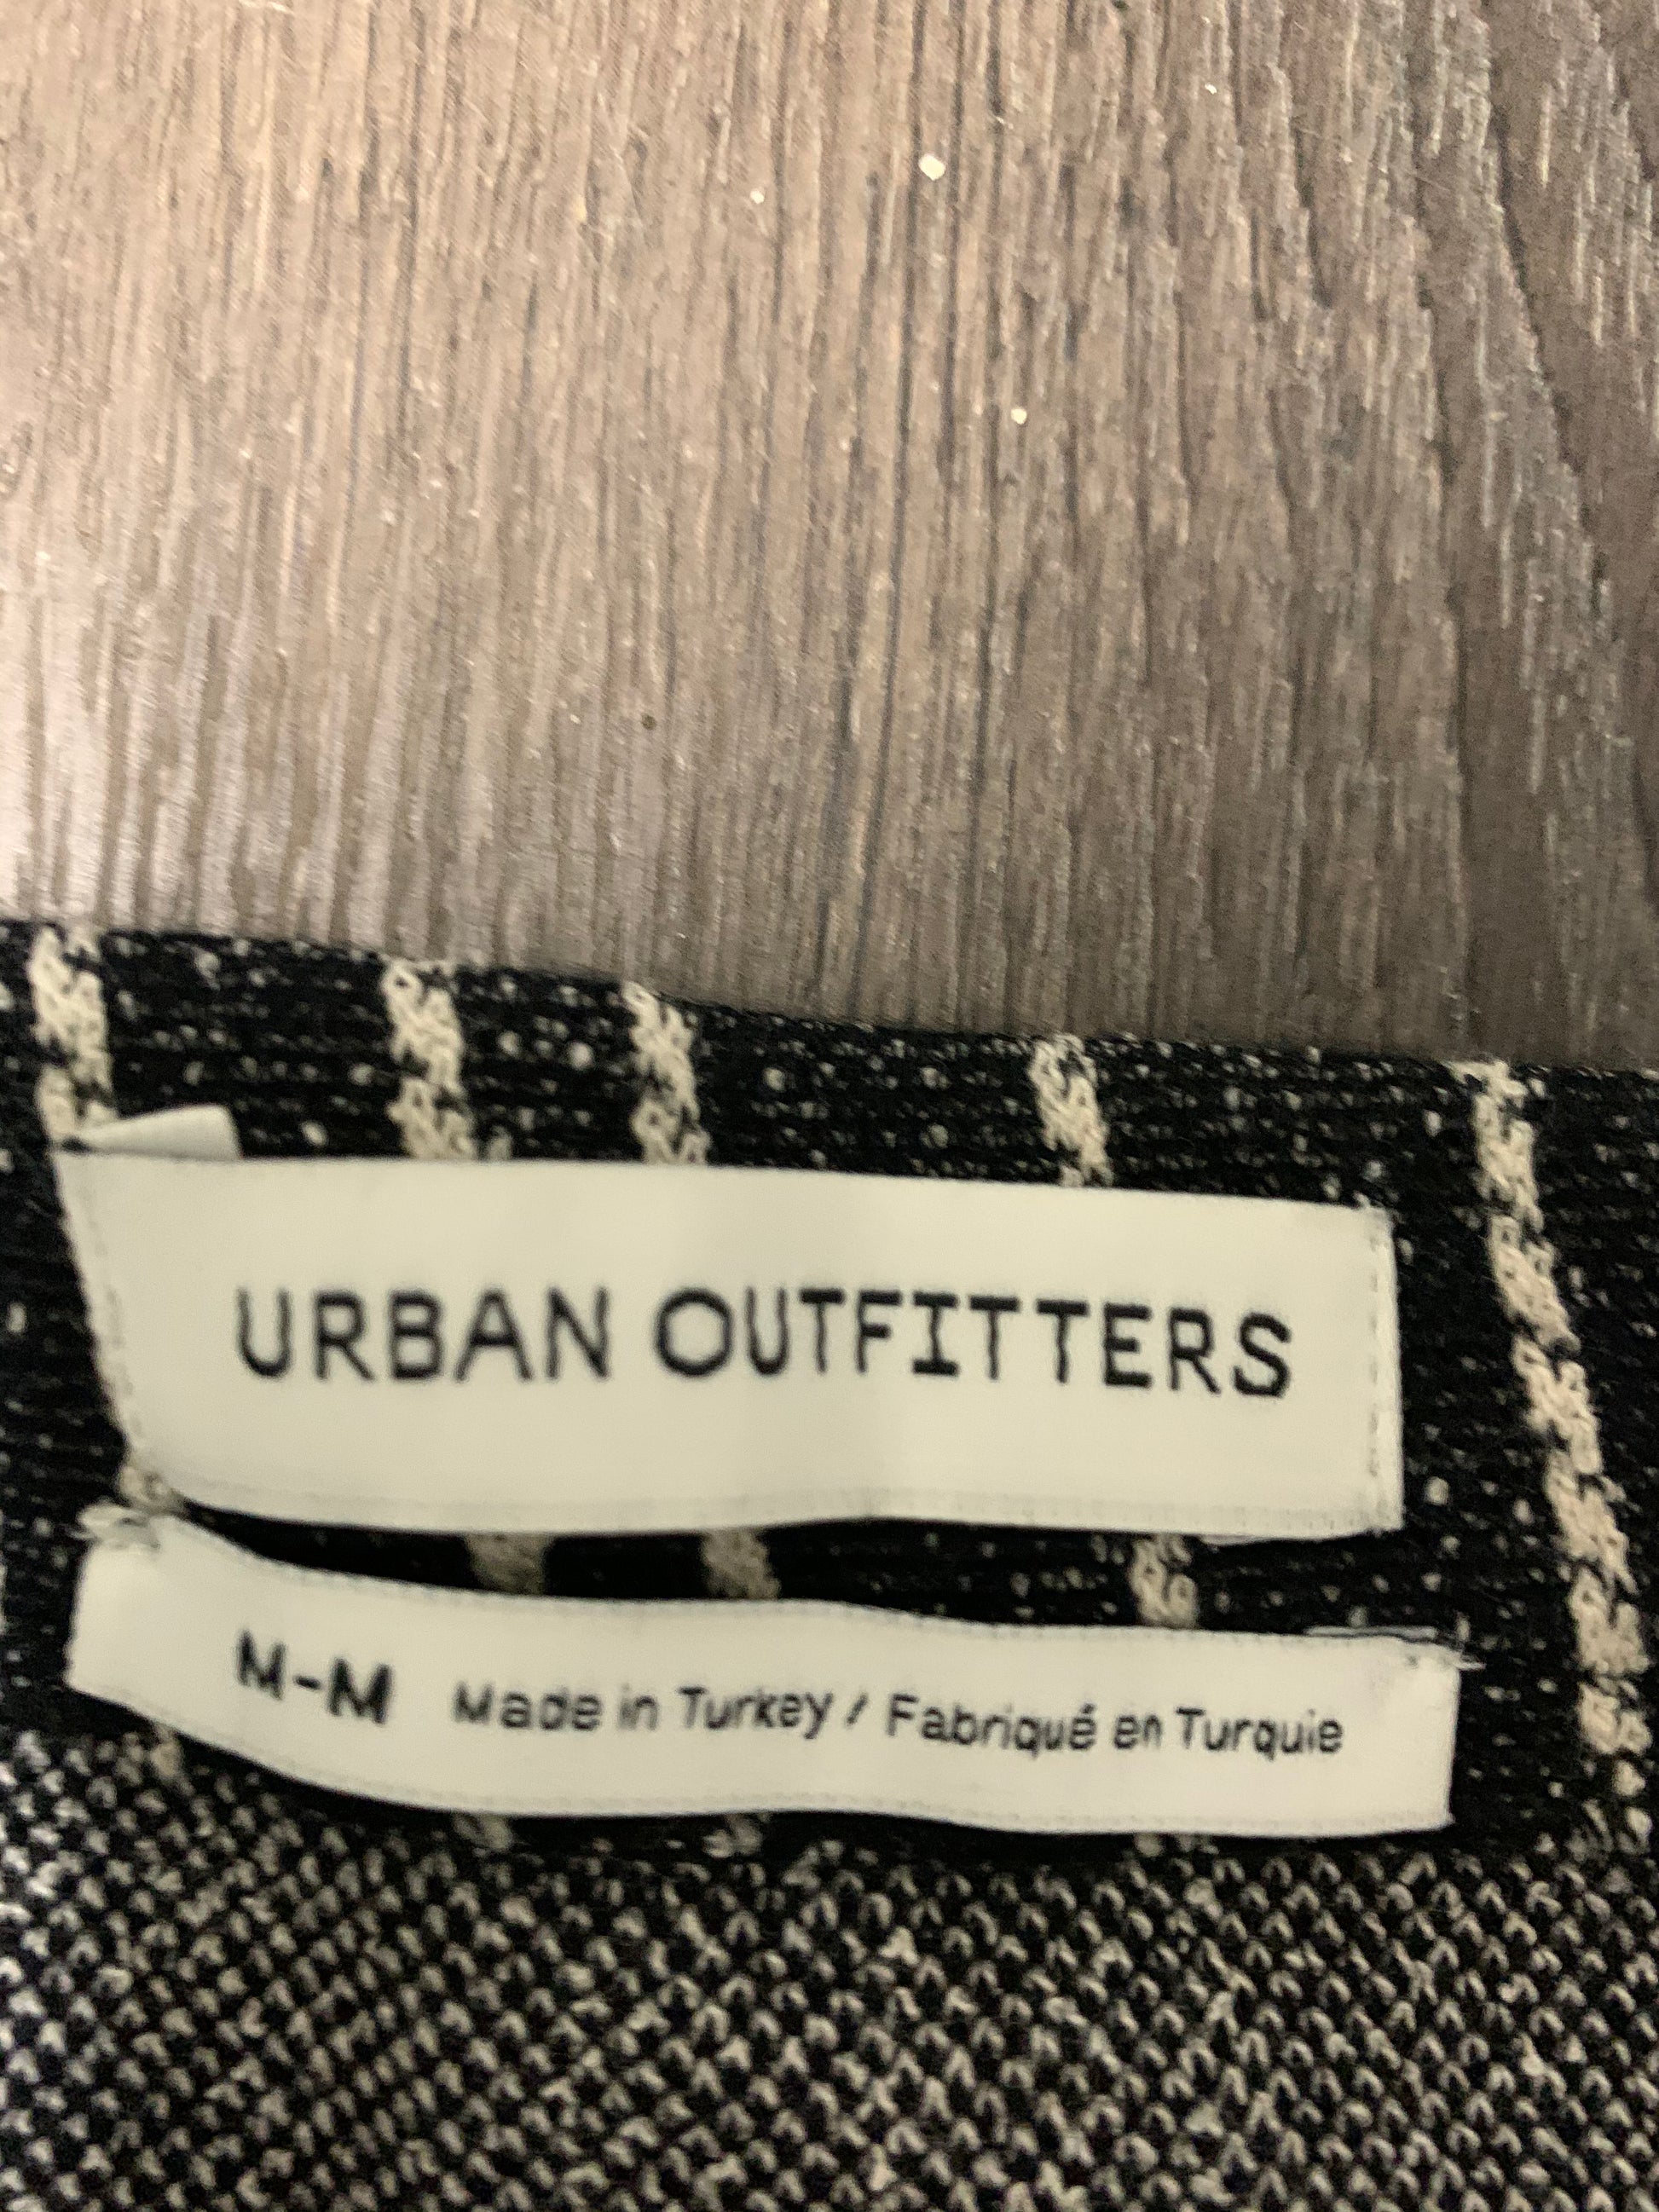 URBAN OUTFITTERS
M-M Made in Turkey / Fabriqué en Turquie